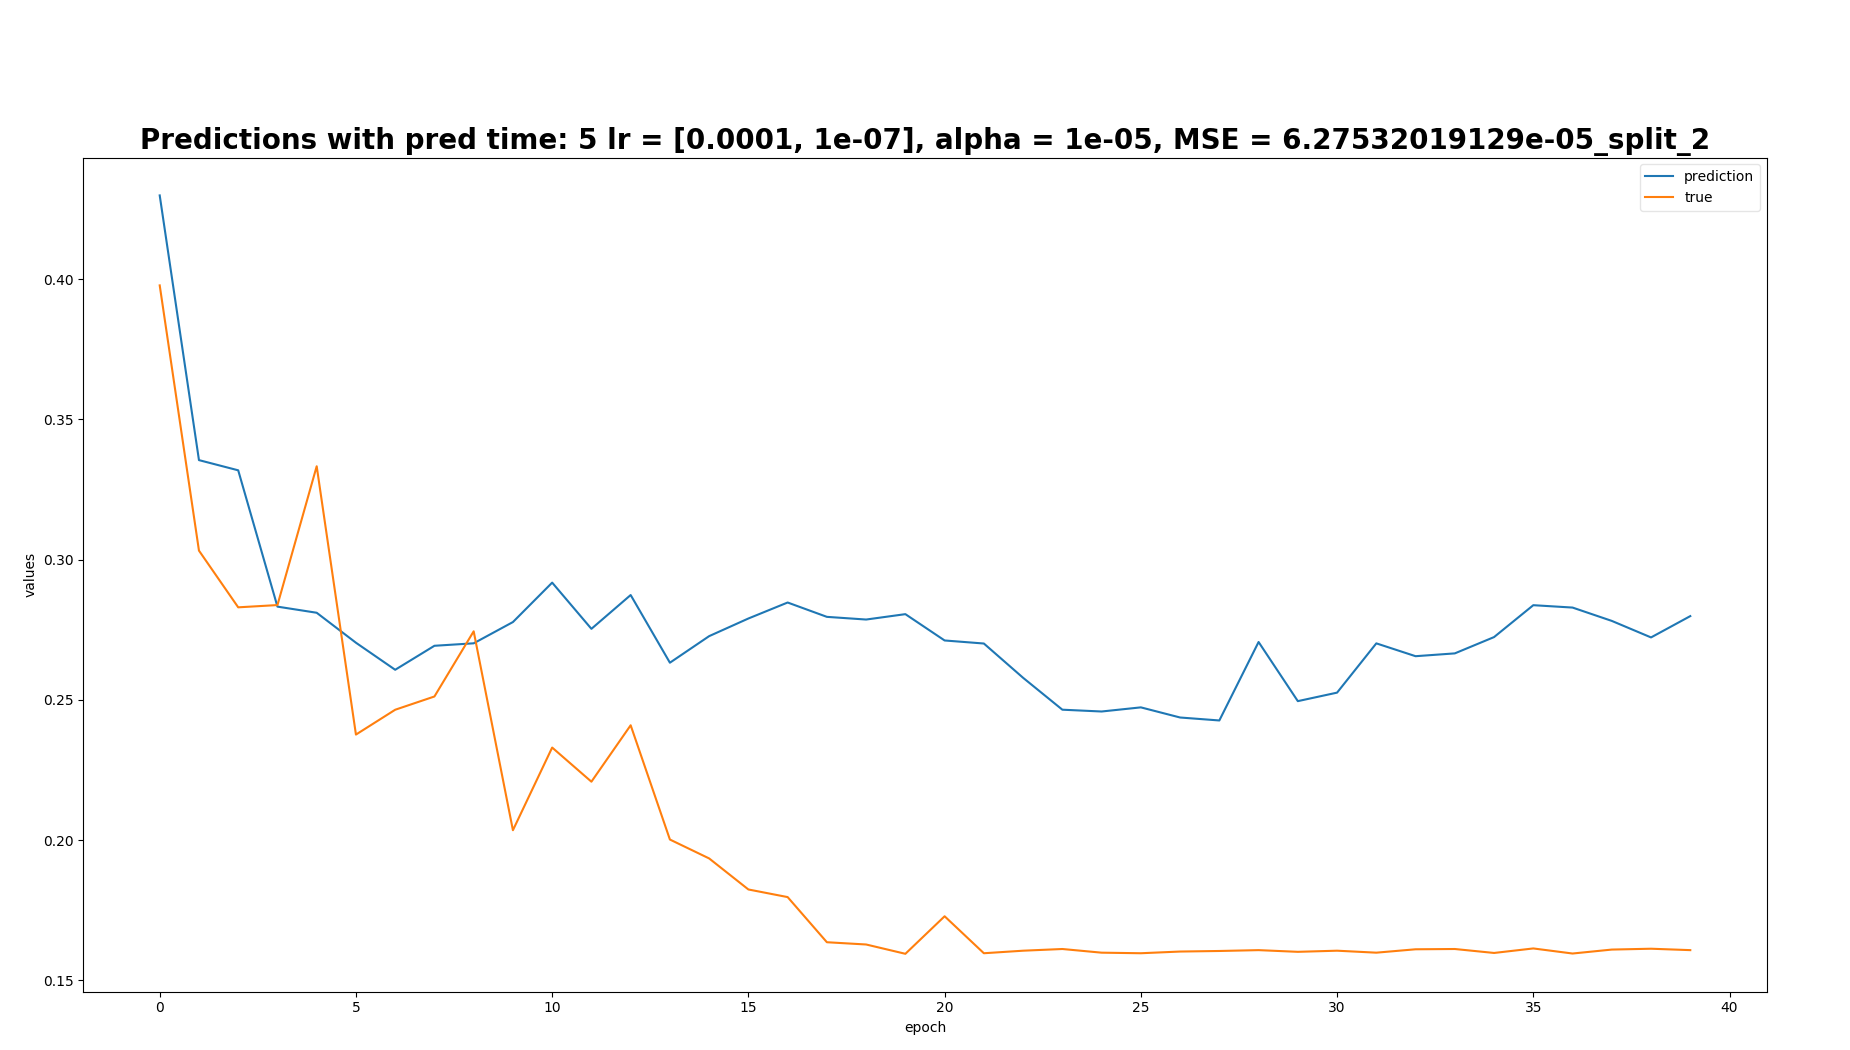 Predictions with pred time: 5 lr = [0.0001, 1e-07], alpha = 1e-05, MSE = 6.27532019129e-05_split_2
prediction
true
values
0.40
0.35
0.30
0.25
0.20
0.15
0 5 10 15 20 25 30 35 40
epoch